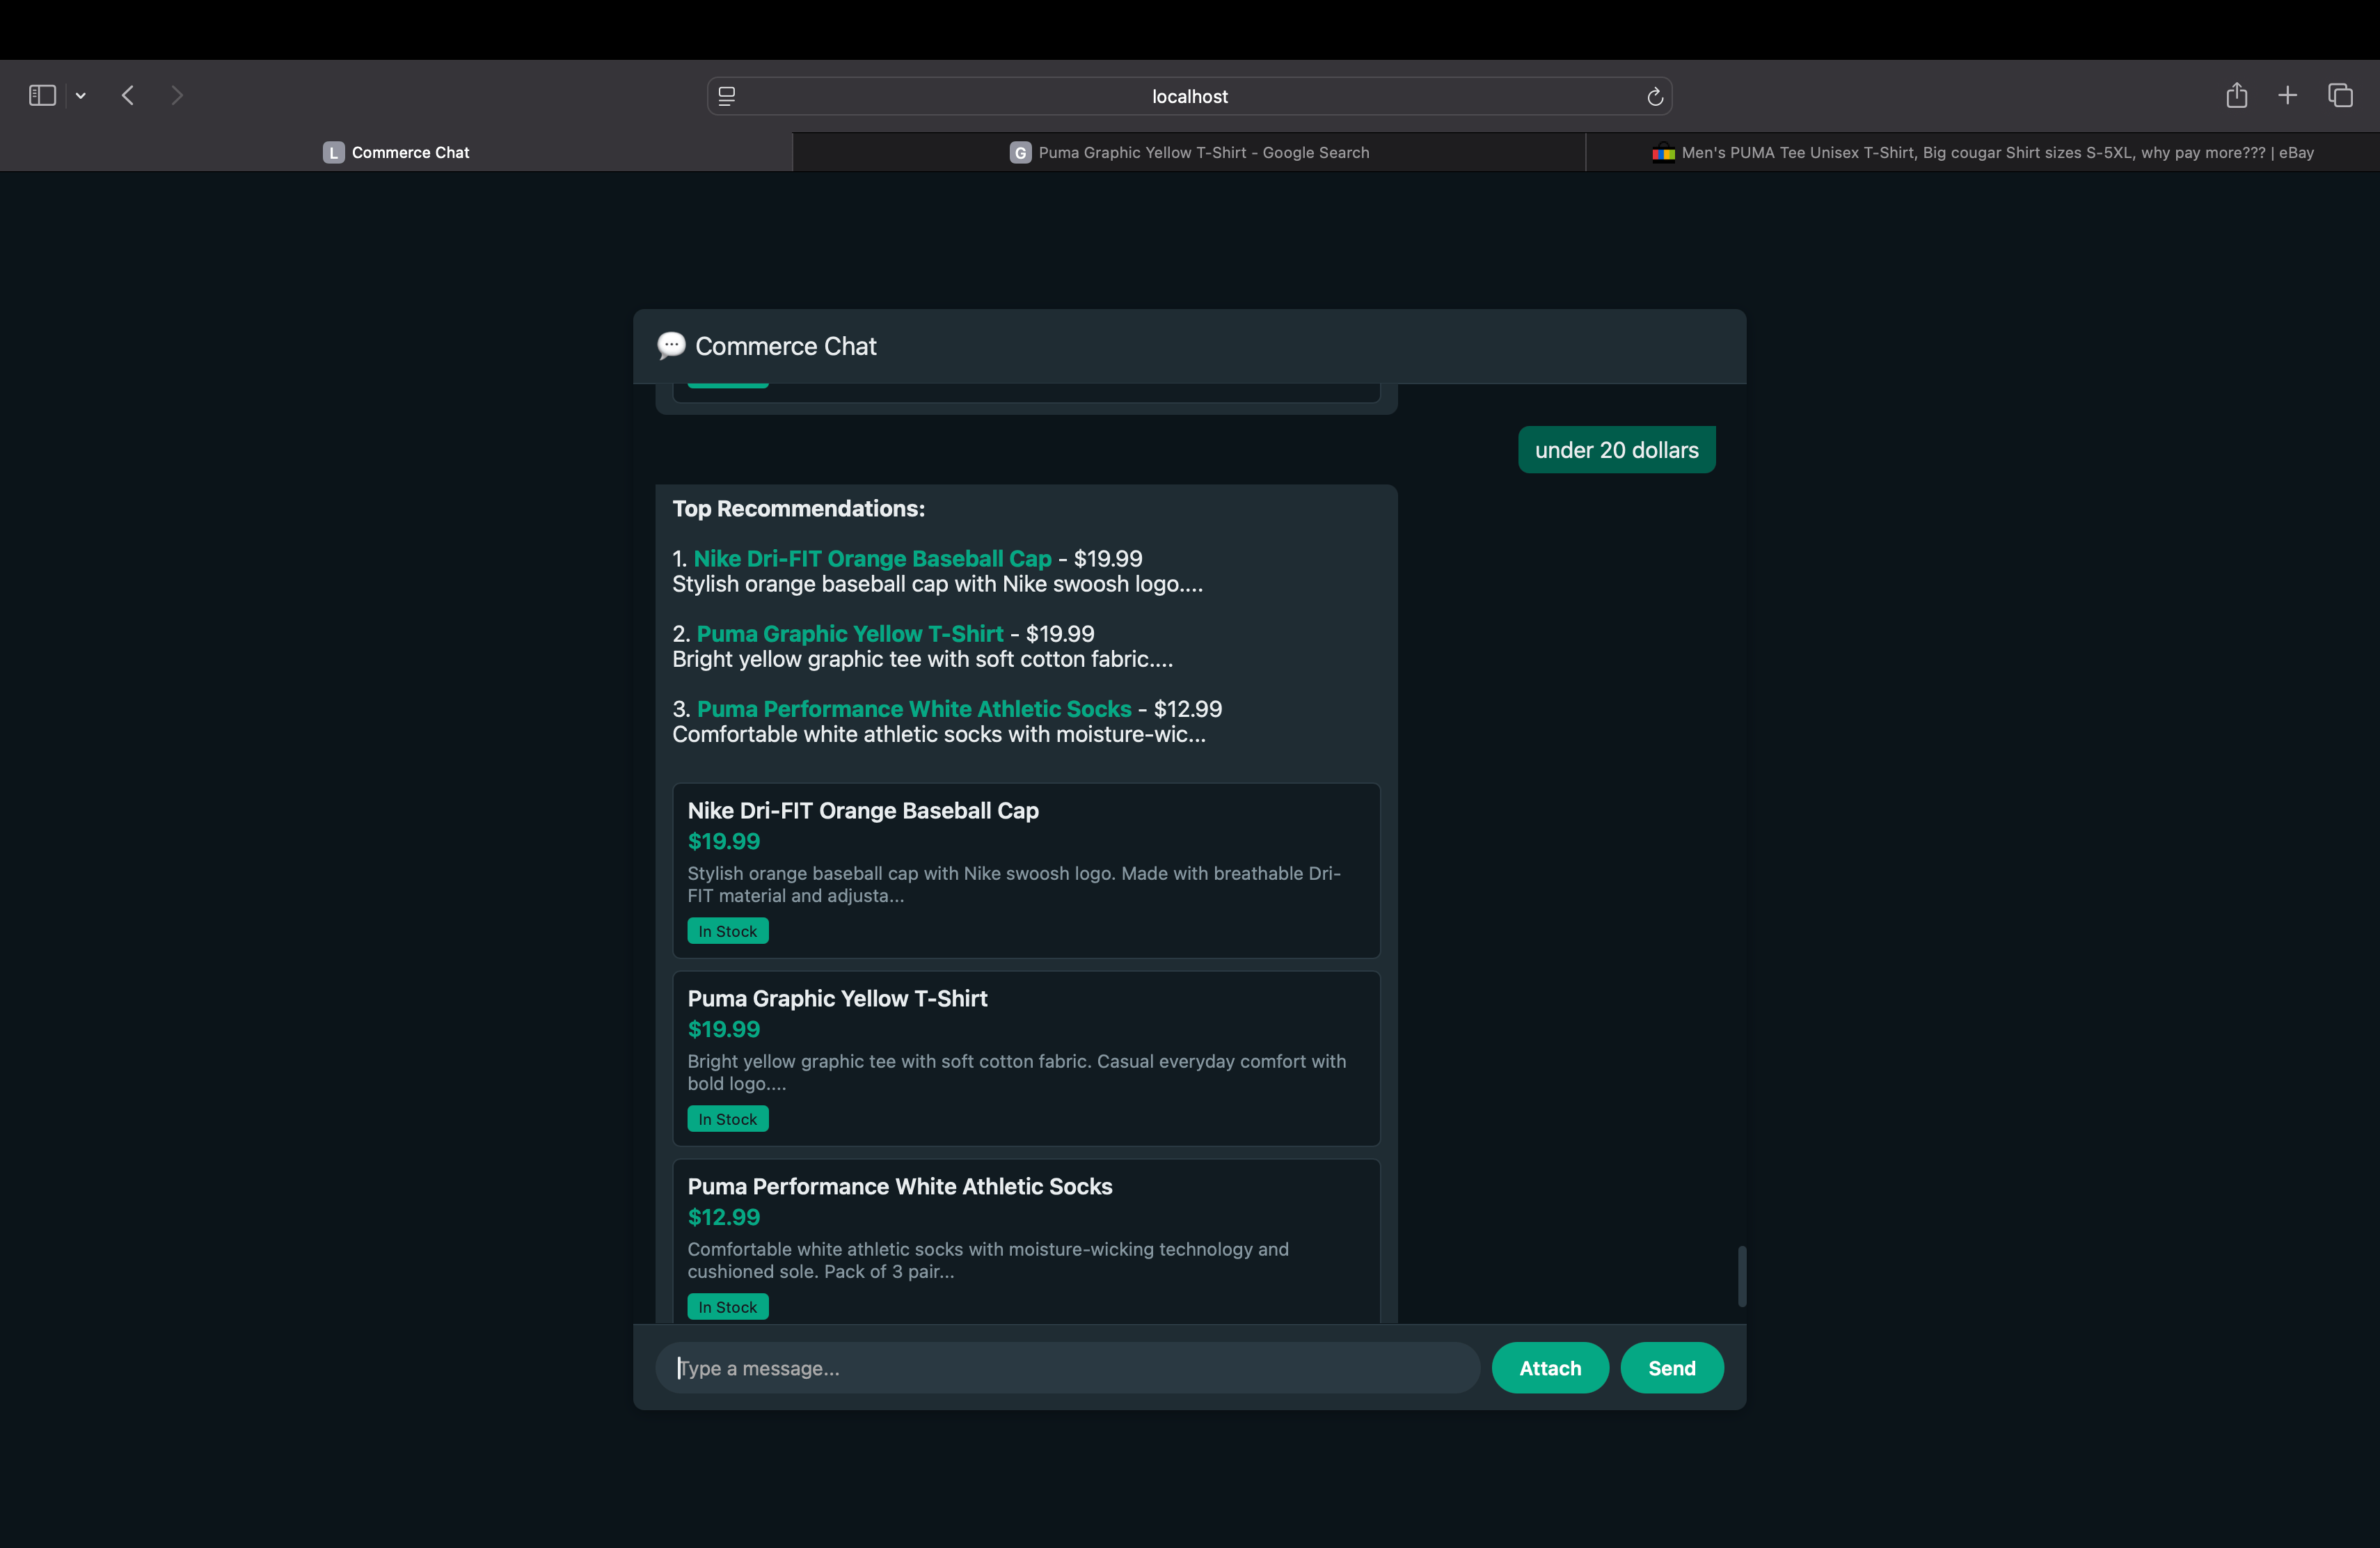 localhost
L Commerce Chat
G Puma Graphic Yellow T-Shirt - Google Search
Men's PUMA Tee Unisex T-Shirt, Big cougar Shirt sizes S-5XL, why pay more??? | eBay
Commerce Chat
under 20 dollars
Top Recommendations:
1. Nike Dri-FIT Orange Baseball Cap - $19.99
Stylish orange baseball cap with Nike swoosh logo....
2. Puma Graphic Yellow T-Shirt - $19.99
Bright yellow graphic tee with soft cotton fabric....
3. Puma Performance White Athletic Socks - $12.99
Comfortable white athletic socks with moisture-wic...
Nike Dri-FIT Orange Baseball Cap
$19.99
Stylish orange baseball cap with Nike swoosh logo. Made with breathable Dri-
FIT material and adjusta...
In Stock
Puma Graphic Yellow T-Shirt
$19.99
Bright yellow graphic tee with soft cotton fabric. Casual everyday comfort with
bold logo....
In Stock
Puma Performance White Athletic Socks
$12.99
Comfortable white athletic socks with moisture-wicking technology and
cushioned sole. Pack of 3 pair...
In Stock
Type a message...
Attach
Send